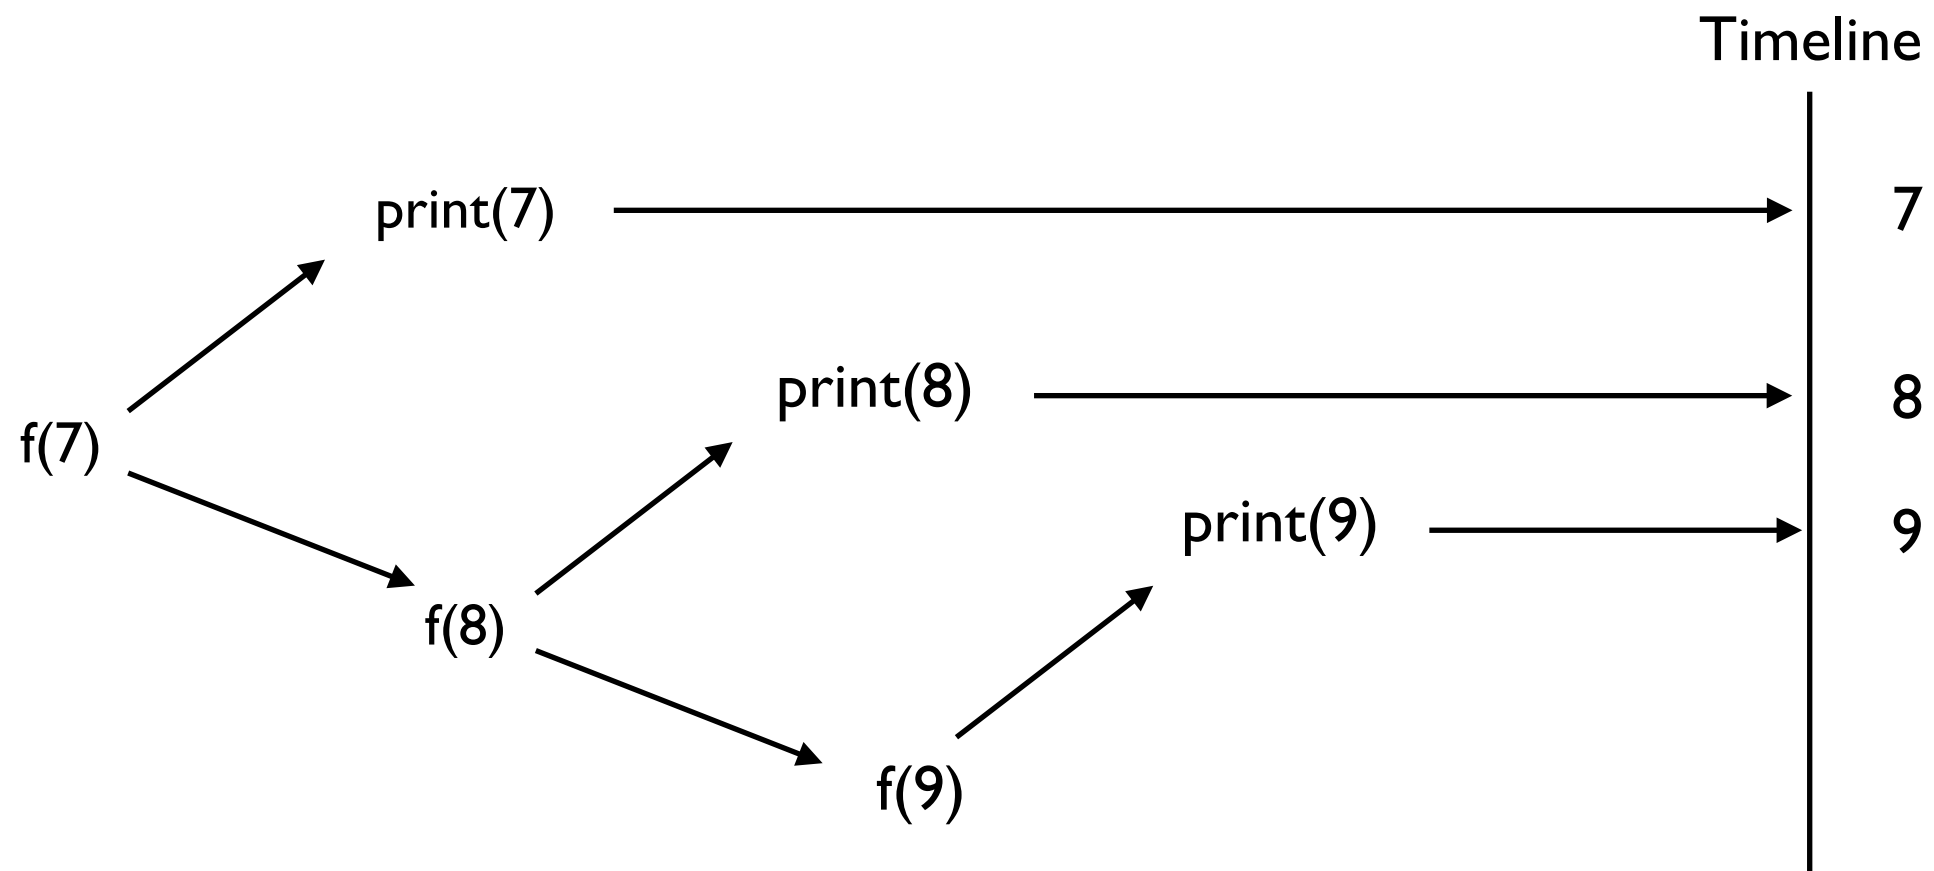 Timeline
print(7)
7
print(8)
8
f(7)
print(9)
9
f(8)
f(9)